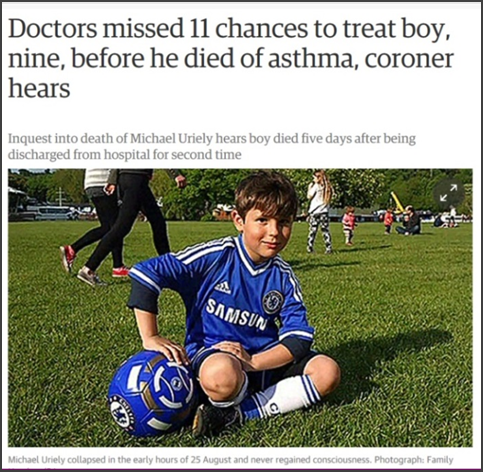 Doctors missed 11 chances to treat boy,
nine, before he died of asthma, coroner
hears
Inquest into death of Michael Uriely hears boy died five days after being
discharged from hospital for second time
adidas
SAMSUNG
Michael Uriely collapsed in the early hours of 25 August and never regained consciousness. Photograph: Family